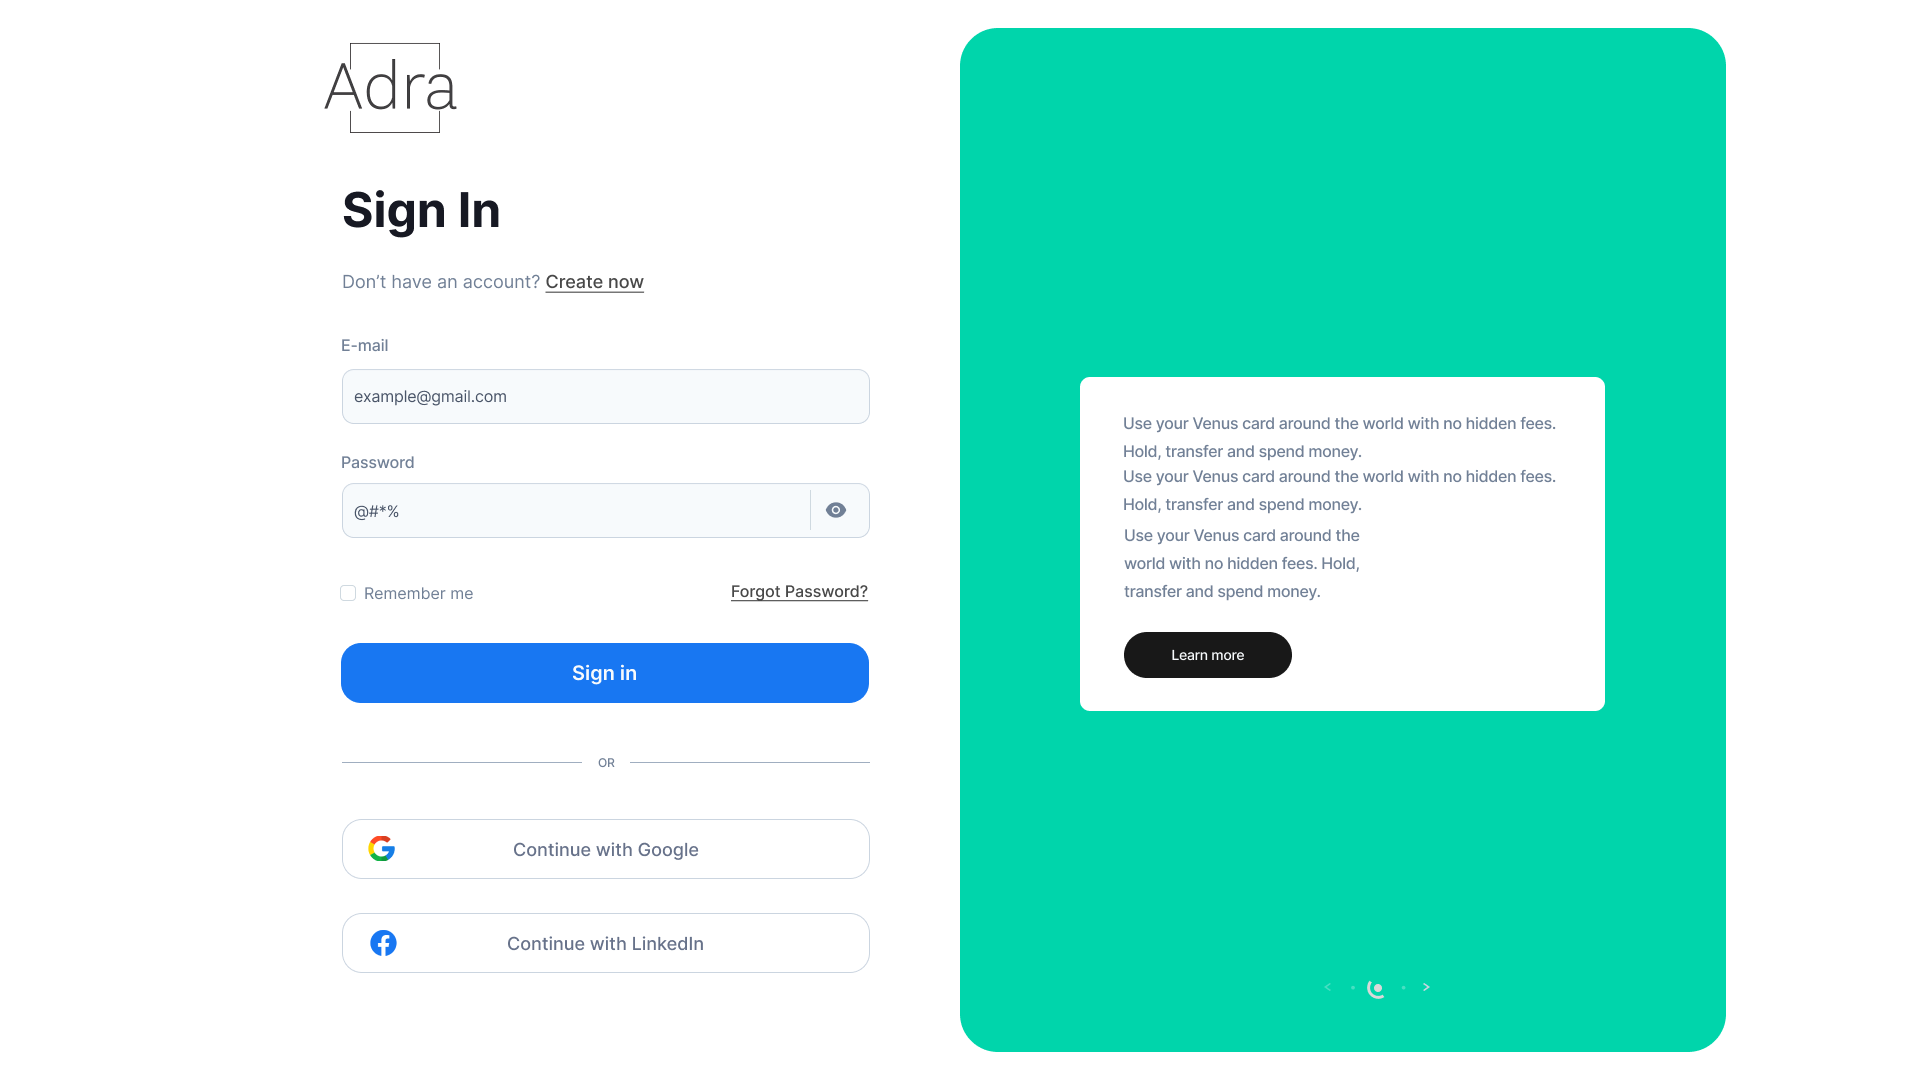 Adra
Sign In
Don’t have an account? Create now
E-mail
example@gmail.com
Password
@#*%
Remember me
Forgot Password?
Sign in
OR
Continue with Google
Continue with LinkedIn
Use your Venus card around the world with no hidden fees.
Hold, transfer and spend money.
Use your Venus card around the world with no hidden fees.
Hold, transfer and spend money.
Use your Venus card around the
world with no hidden fees. Hold,
transfer and spend money.
Learn more